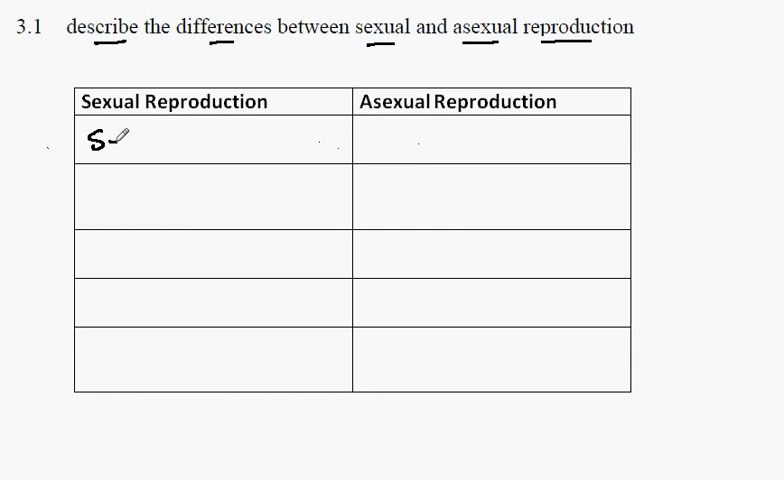 3.1 describe the differences between sexual and asexual reproduction
Sexual Reproduction
Asexual Reproduction
S